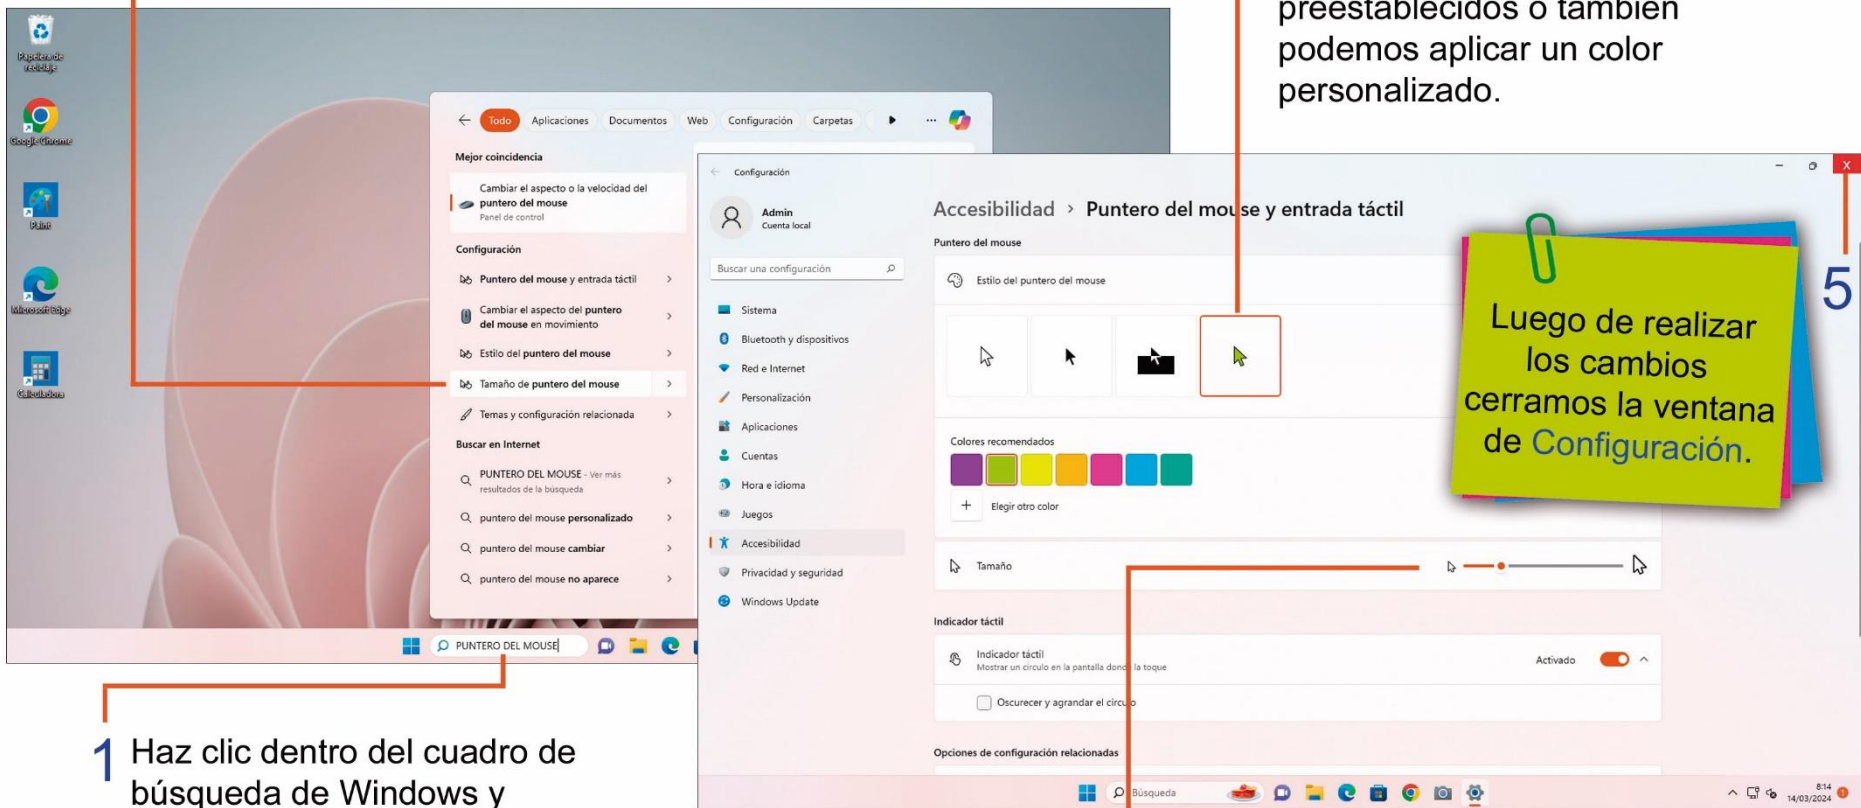 preestablecidos o también
podemos aplicar un color
personalizado.
Papelera de
reciclaje
Google Chrome
Paint
Microsoft Edge
Calculadora
Todo Aplicaciones Documentos Web Configuración Carpetas ...
Mejor coincidencia
Cambiar el aspecto o la velocidad del
puntero del mouse
Panel de control
Configuración
Puntero del mouse y entrada táctil
Cambiar el aspecto del puntero
del mouse en movimiento
Estilo del puntero del mouse
Tamaño de puntero del mouse
Temas y configuración relacionada
Buscar en Internet
PUNTERO DEL MOUSE - Ver más
resultados de la búsqueda
puntero del mouse personalizado
puntero del mouse cambiar
puntero del mouse no aparece
PUNTERO DEL MOUSE
1 Haz clic dentro del cuadro de
búsqueda de Windows y
Configuración
X
Admin
Cuenta local
Buscar una configuración
Sistema
Bluetooth y dispositivos
Red e Internet
Personalización
Aplicaciones
Cuentas
Hora e idioma
Juegos
Accesibilidad
Privacidad y seguridad
Windows Update
Accesibilidad > Puntero del mouse y entrada táctil
Puntero del mouse
Estilo del puntero del mouse
Colores recomendados
+ Elegir otro color
Tamaño
Indicador táctil
Indicador táctil
Mostrar un círculo en la pantalla donde la toque
Activado
Oscurecer y agrandar el círculo
Opciones de configuración relacionadas
5
Luego de realizar
los cambios
cerramos la ventana
de Configuración.
Búsqueda
8:14
14/03/2024